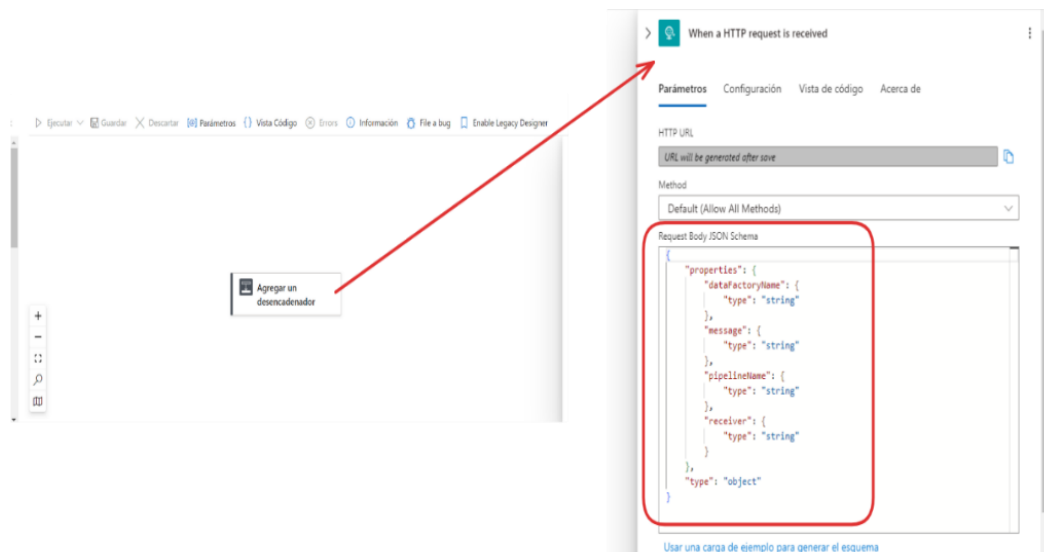 Ejecutar Guardar Descartar Parámetros Vista Código Errors Información File a bug Enable Legacy Designer
Agregar un
desencadenador
When a HTTP request is received
Parámetros Configuración Vista de código Acerca de
HTTP URL
URL will be generated after save
Method
Default (Allow All Methods)
Request Body JSON Schema
{
"properties": {
"dataFactoryName": {
"type": "string"
},
"message": {
"type": "string"
},
"pipelineName": {
"type": "string"
},
"receiver": {
"type": "string"
}
},
"type": "object"
}
Usar una carga de ejemplo para generar el esquema